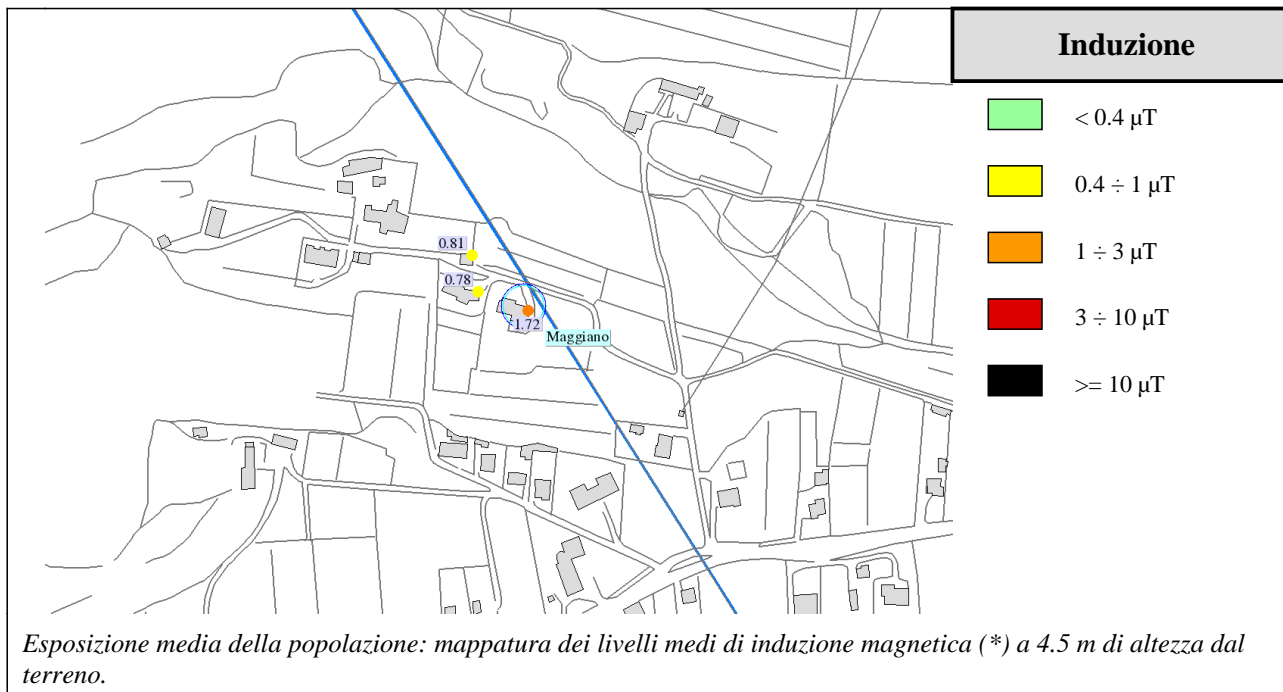 Induzione
< 0.4 µT
0.4 ÷ 1 µT
1 ÷ 3 µT
3 ÷ 10 µT
>= 10 µT
0.81
0.78
1.72
Maggiano
Esposizione media della popolazione: mappatura dei livelli medi di induzione magnetica (*) a 4.5 m di altezza dal
terreno.